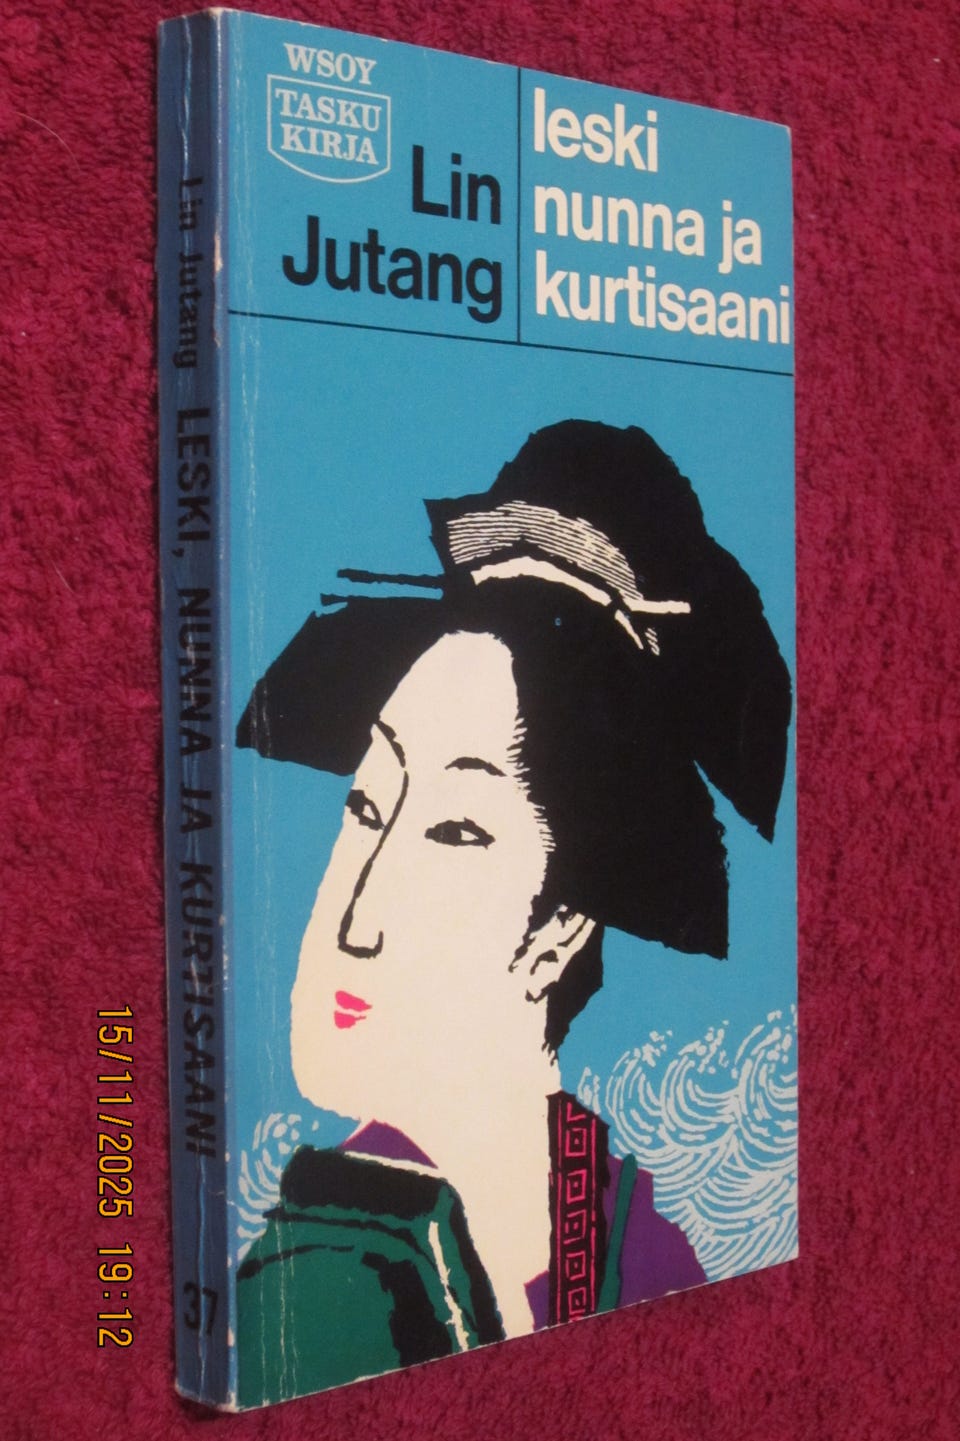 WSOY
TASKU
KIRJA
Lin
Jutang
leski
nunna ja
kurtisaani
Lin Jutang LESKI, NUNNA JA KURTISAANI 37
15/11/2025 19:12